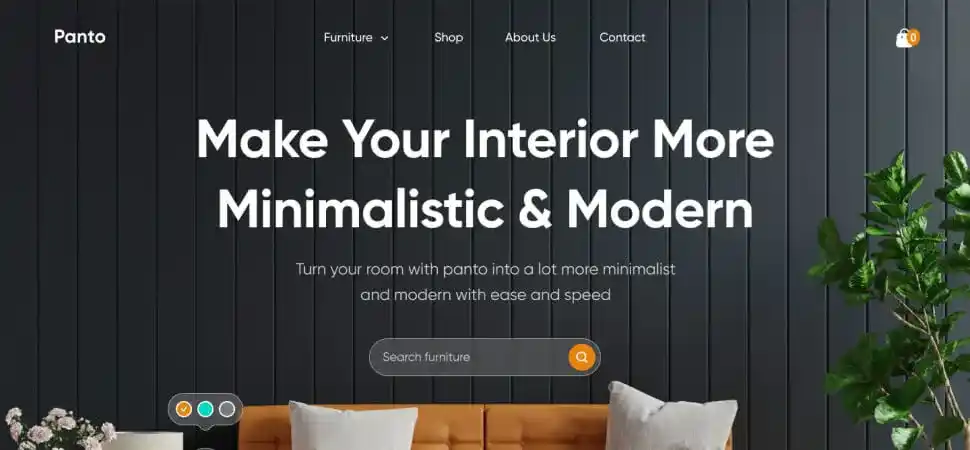 Panto
Furniture
Shop
About Us
Contact
0
Make Your Interior More
Minimalistic & Modern
Turn your room with panto into a lot more minimalist
and modern with ease and speed
Search furniture